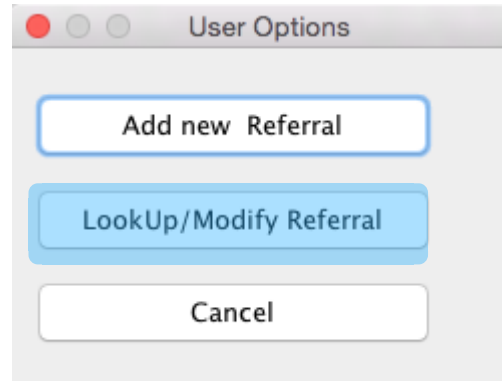 User Options
Add new  Referral
LookUp/Modify Referral
Cancel